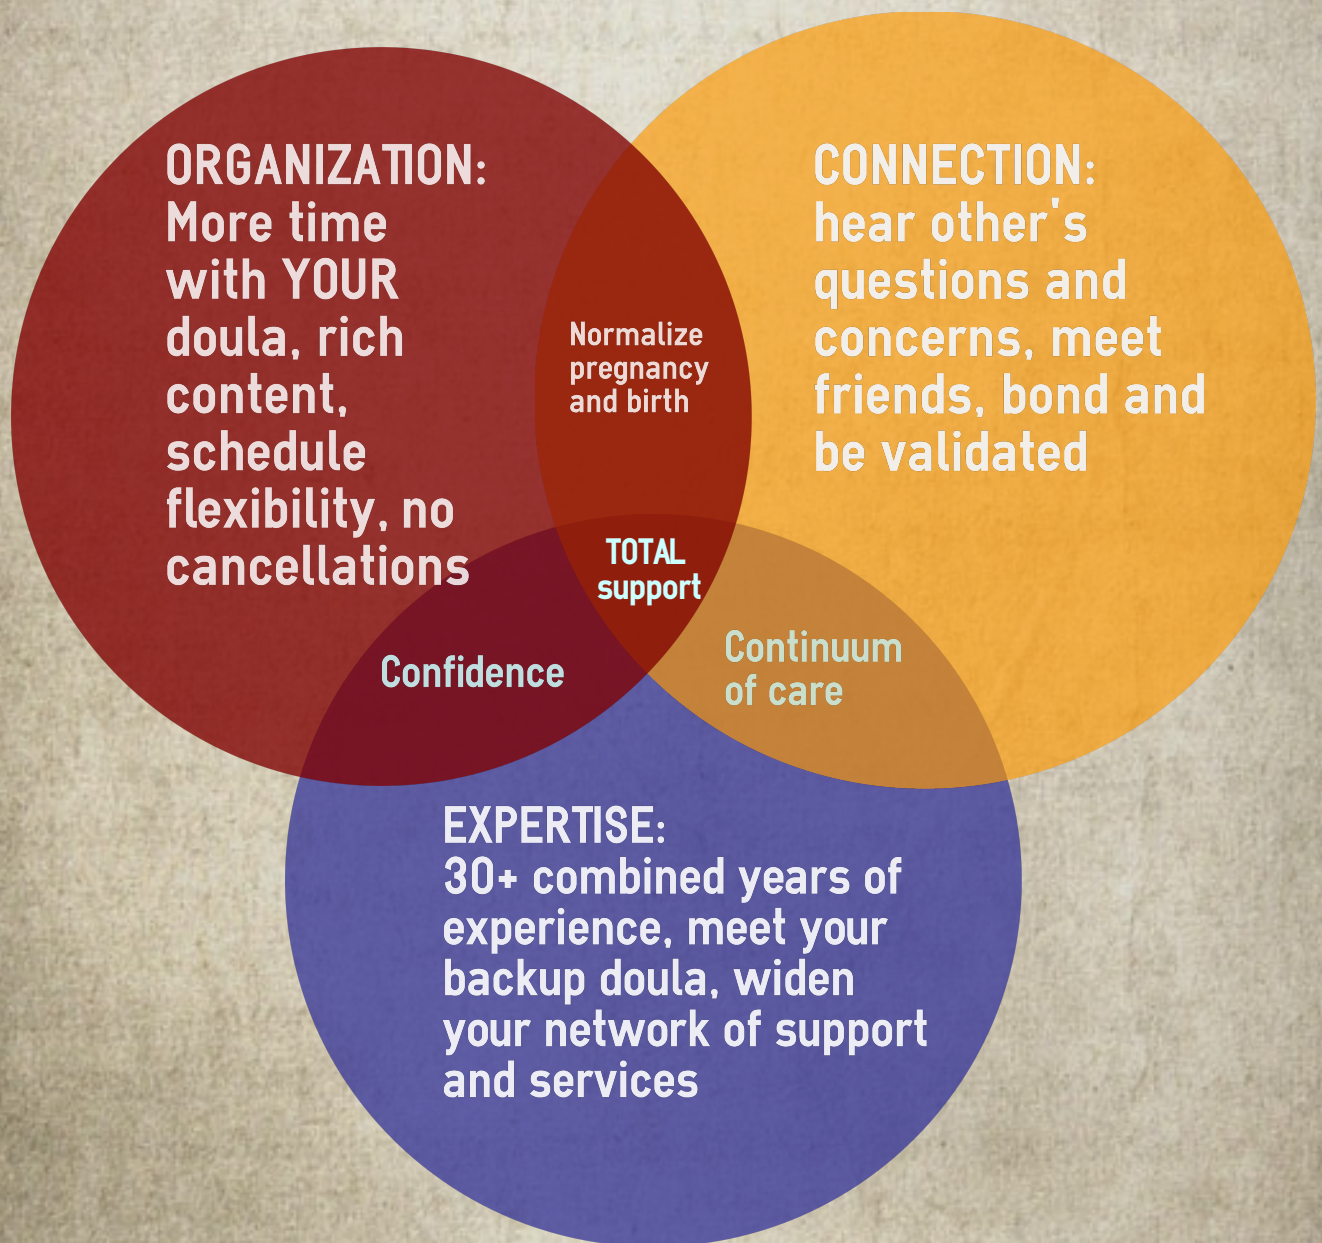 ORGANIZATION:
More time
with YOUR
doula, rich
content,
schedule
flexibility, no
cancellations
CONNECTION:
hear other's
questions and
concerns, meet
friends, bond and
be validated
Normalize
pregnancy
and birth
TOTAL
support
Confidence
Continuum
of care
EXPERTISE:
30+ combined years of
experience, meet your
backup doula, widen
your network of support
and services